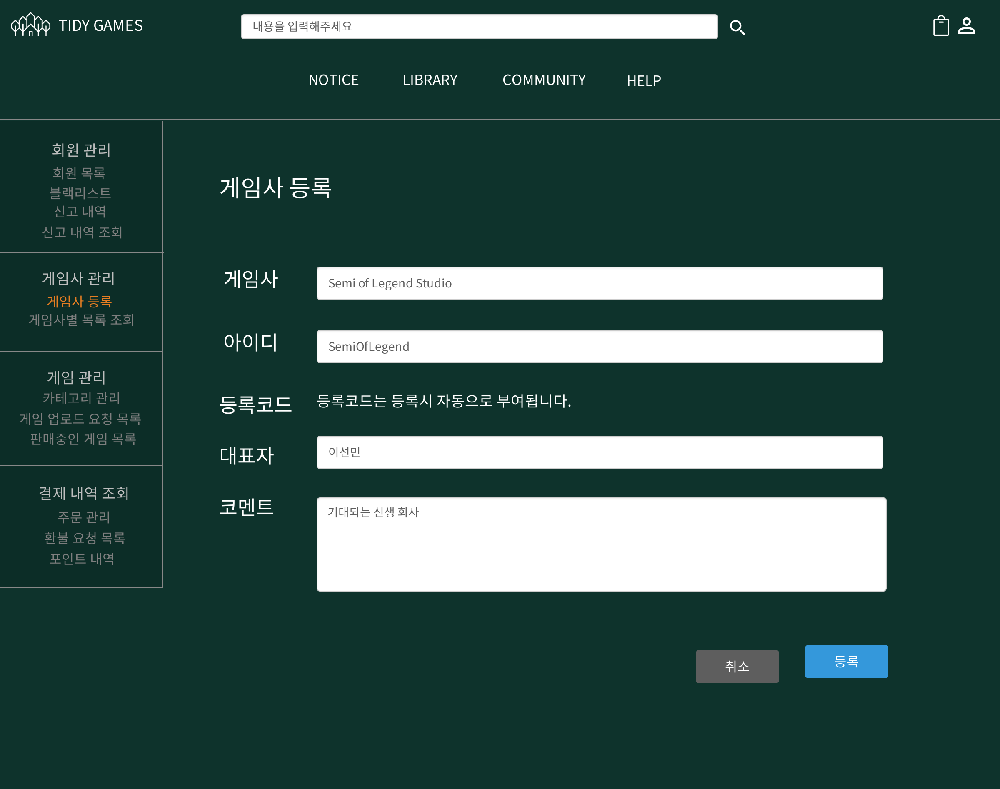 TIDY GAMES
내용을 입력해주세요
NOTICE
LIBRARY
COMMUNITY
HELP
회원 관리
회원 목록
블랙리스트
신고 내역
신고 내역 조회
게임사 관리
게임사 등록
게임사별 목록 조회
게임 관리
카테고리 관리
게임 업로드 요청 목록
판매중인 게임 목록
결제 내역 조회
주문 관리
환불 요청 목록
포인트 내역
게임사 등록
게임사
Semi of Legend Studio
아이디
SemiOfLegend
등록코드
등록코드는 등록시 자동으로 부여됩니다.
대표자
이선민
코멘트
기대되는 신생 회사
취소
등록